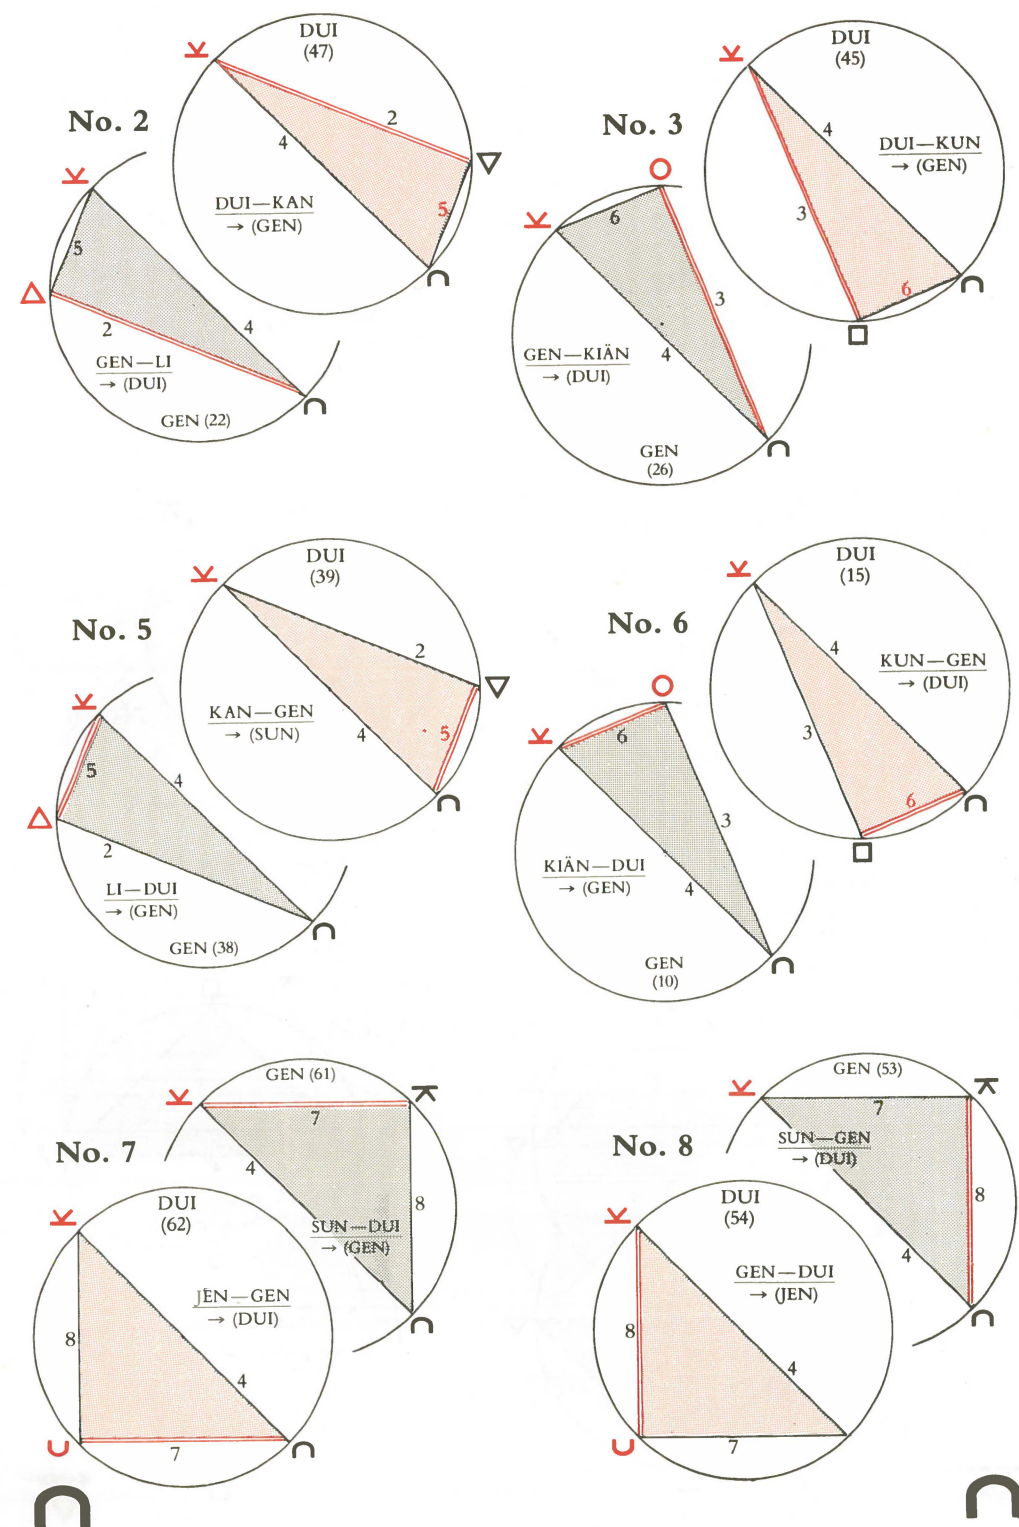 DUI
(47)
No. 2
2
4
5
DUI—KAN
→ (GEN)
5
2
4
GEN—LI
→ (DUI)
GEN (22)
DUI
(45)
No. 3
4
DUI—KUN
→ (GEN)
3
6
6
3
4
GEN—KIÄN
→ (DUI)
GEN
(26)
DUI
(39)
No. 5
2
KAN—GEN
→ (SUN)
4
5
5
4
2
LI—DUI
→ (GEN)
GEN (38)
DUI
(15)
No. 6
4
KUN—GEN
→ (DUI)
3
6
6
3
KIÄN—DUI
→ (GEN)
4
GEN
(10)
GEN (61)
7
No. 7
4
8
SUN—DUI
→ (GEN)
DUI
(62)
JEN—GEN
→ (DUI)
8
4
7
GEN (53)
7
No. 8
SUN—GEN
→ (DUI)
8
4
DUI
(54)
GEN—DUI
→ (JEN)
8
4
7